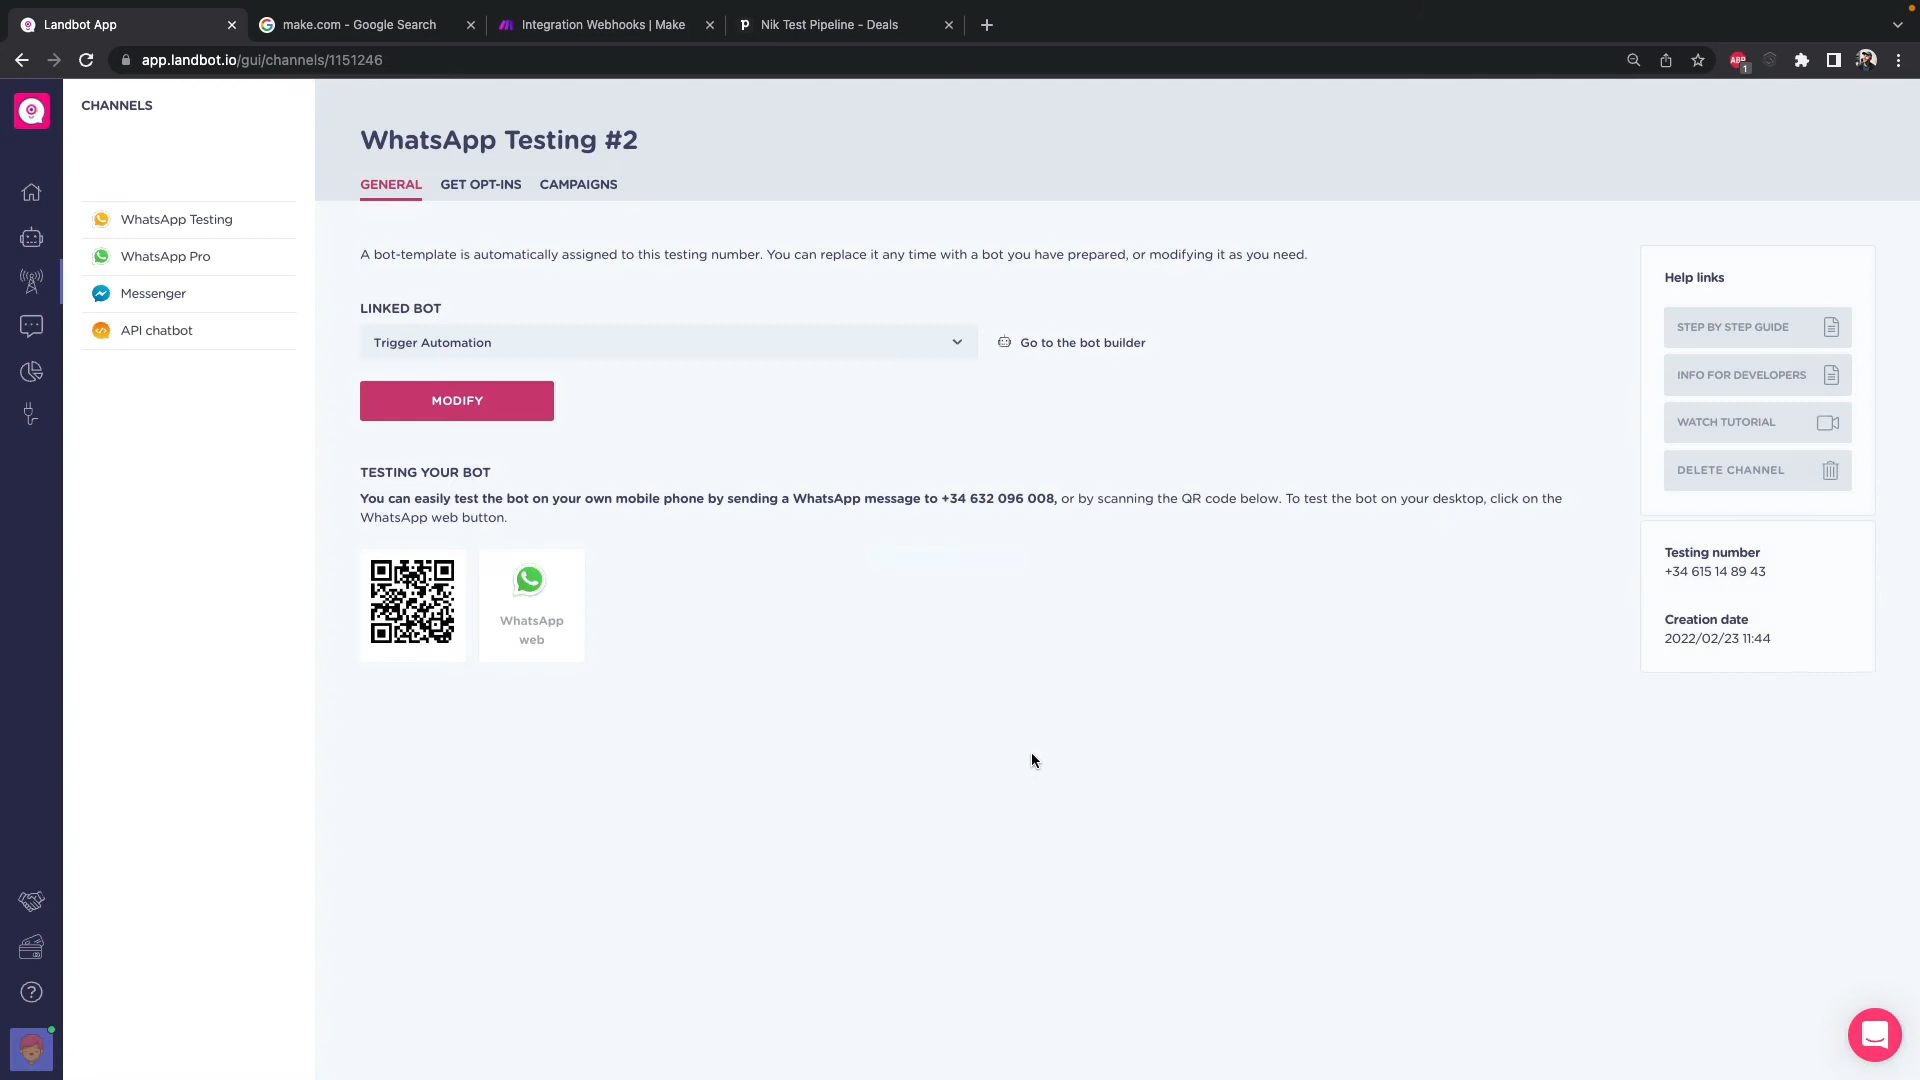 Landbot App
make.com - Google Search
Integration Webhooks | Make
p
Nik Test Pipeline - Deals
app.landbot.io/gui/channels/1151246
ABP
1
CHANNELS
WhatsApp Testing
WhatsApp Pro
Messenger
API chatbot
WhatsApp Testing #2
GENERAL
GET OPT-INS
CAMPAIGNS
A bot-template is automatically assigned to this testing number. You can replace it any time with a bot you have prepared, or modifying it as you need.
LINKED BOT
Trigger Automation
Go to the bot builder
MODIFY
TESTING YOUR BOT
You can easily test the bot on your own mobile phone by sending a WhatsApp message to +34 632 096 008, or by scanning the QR code below. To test the bot on your desktop, click on the
WhatsApp web button.
WhatsApp
web
Help links
STEP BY STEP GUIDE
INFO FOR DEVELOPERS
WATCH TUTORIAL
DELETE CHANNEL
Testing number
+34 615 14 89 43
Creation date
2022/02/23 11:44